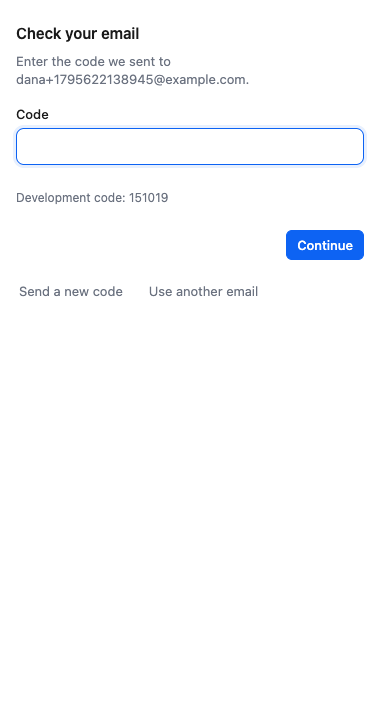 Check your email
Enter the code we sent to
dana+1795622138945@example.com.
Code
Development code: 151019
Continue
Send a new code
Use another email